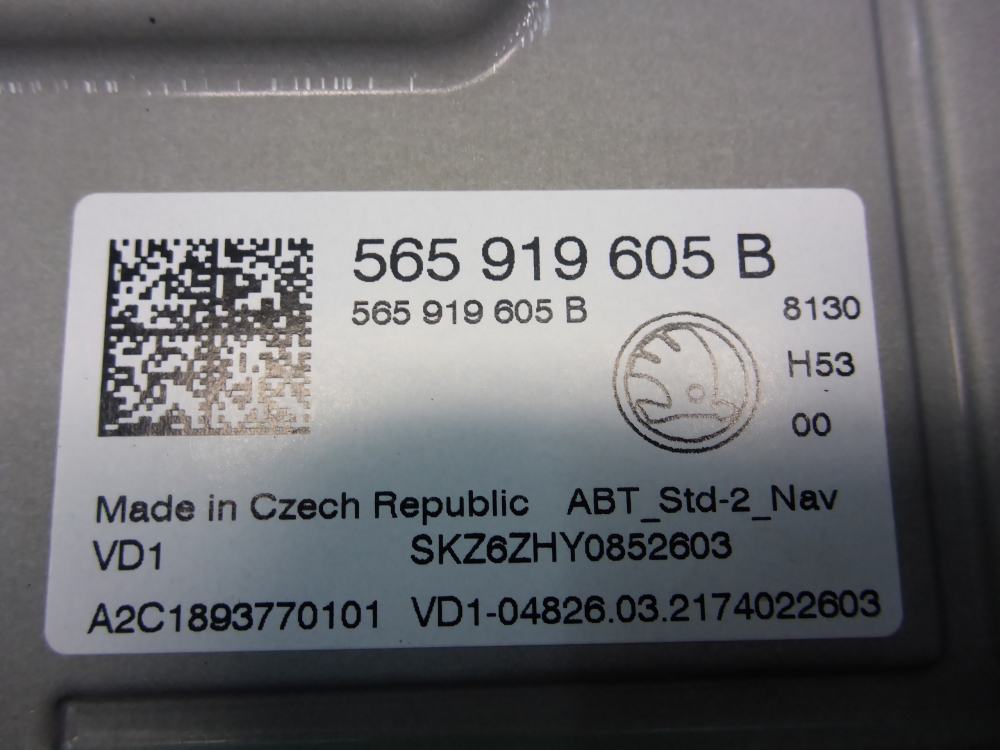 565 919 605 B
565 919 605 B
8130
H53
00
Made in Czech Republic ABT_Std-2_Nav
VD1 SKZ6ZHY0852603
A2C1893770101 VD1-04826.03.2174022603